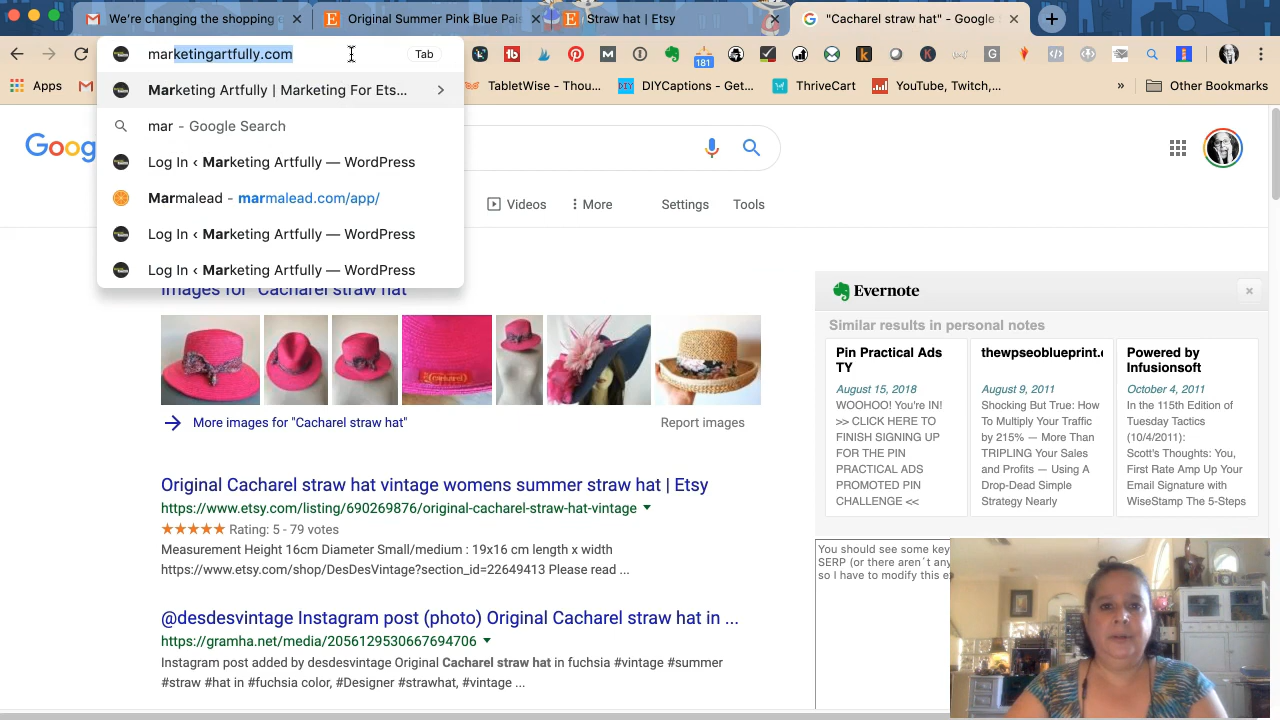 We're changing the shopping e
Original Summer Pink Blue Pais
Straw hat | Etsy
"Cacharel straw hat" - Google S
marketingartfully.com
Tab
181
Apps
TabletWise - Thou...
DIYCaptions - Get...
ThriveCart
YouTube, Twitch,...
»
Other Bookmarks
Marketing Artfully | Marketing For Ets...
mar - Google Search
Log In ‹ Marketing Artfully — WordPress
Marmalead - marmalead.com/app/
Log In ‹ Marketing Artfully — WordPress
Log In ‹ Marketing Artfully — WordPress
Goog
Videos
More
Settings
Tools
Images for "Cacharel straw hat"
cacharel
More images for "Cacharel straw hat"
Report images
Original Cacharel straw hat vintage womens summer straw hat | Etsy
https://www.etsy.com/listing/690269876/original-cacharel-straw-hat-vintage
★★★★★ Rating: 5 - 79 votes
Measurement Height 16cm Diameter Small/medium : 19x16 cm length x width
https://www.etsy.com/shop/DesDesVintage?section_id=22649413 Please read ...
@desdesvintage Instagram post (photo) Original Cacharel straw hat in ...
https://gramha.net/media/2056129530667694706
Instagram post added by desdesvintage Original Cacharel straw hat in fuchsia #vintage #summer
#straw #hat in #fuchsia color, #Designer #strawhat, #vintage ...
Evernote
Similar results in personal notes
Pin Practical Ads
TY
August 15, 2018
WOOHOO! You're IN!
>> CLICK HERE TO
FINISH SIGNING UP
FOR THE PIN
PRACTICAL ADS
PROMOTED PIN
CHALLENGE <<
thewpseoblueprint.c
August 9, 2011
Shocking But True: How
To Multiply Your Traffic
by 215% — More Than
TRIPLING Your Sales
and Profits — Using A
Drop-Dead Simple
Strategy Nearly
Powered by
Infusionsoft
October 4, 2011
In the 115th Edition of
Tuesday Tactics
(10/4/2011):
Scott's Thoughts: You,
First Rate Amp Up Your
Email Signature with
WiseStamp The 5-Steps
You should see some key
SERP (or there aren´t any
so I have to modify this e